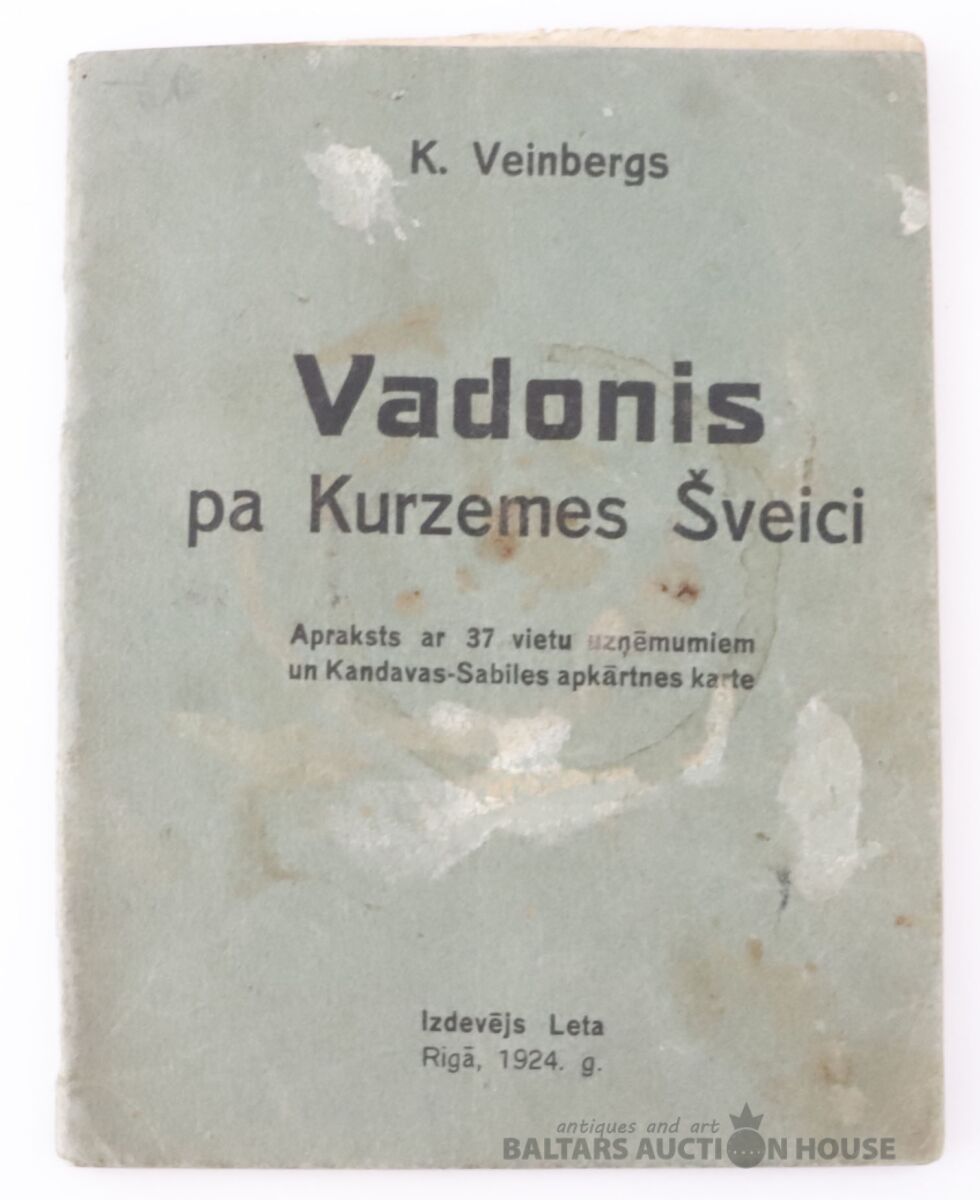 K. Veinbergs
Vadonis
pa Kurzemes Šveici
Apraksts ar 37 vietu uzņēmumiem
un Kandavas-Sabiles apkārtnes karte
Izdevējs Leta
Rigā, 1924. g.
antiques and art
BALTARS AUCTION HOUSE